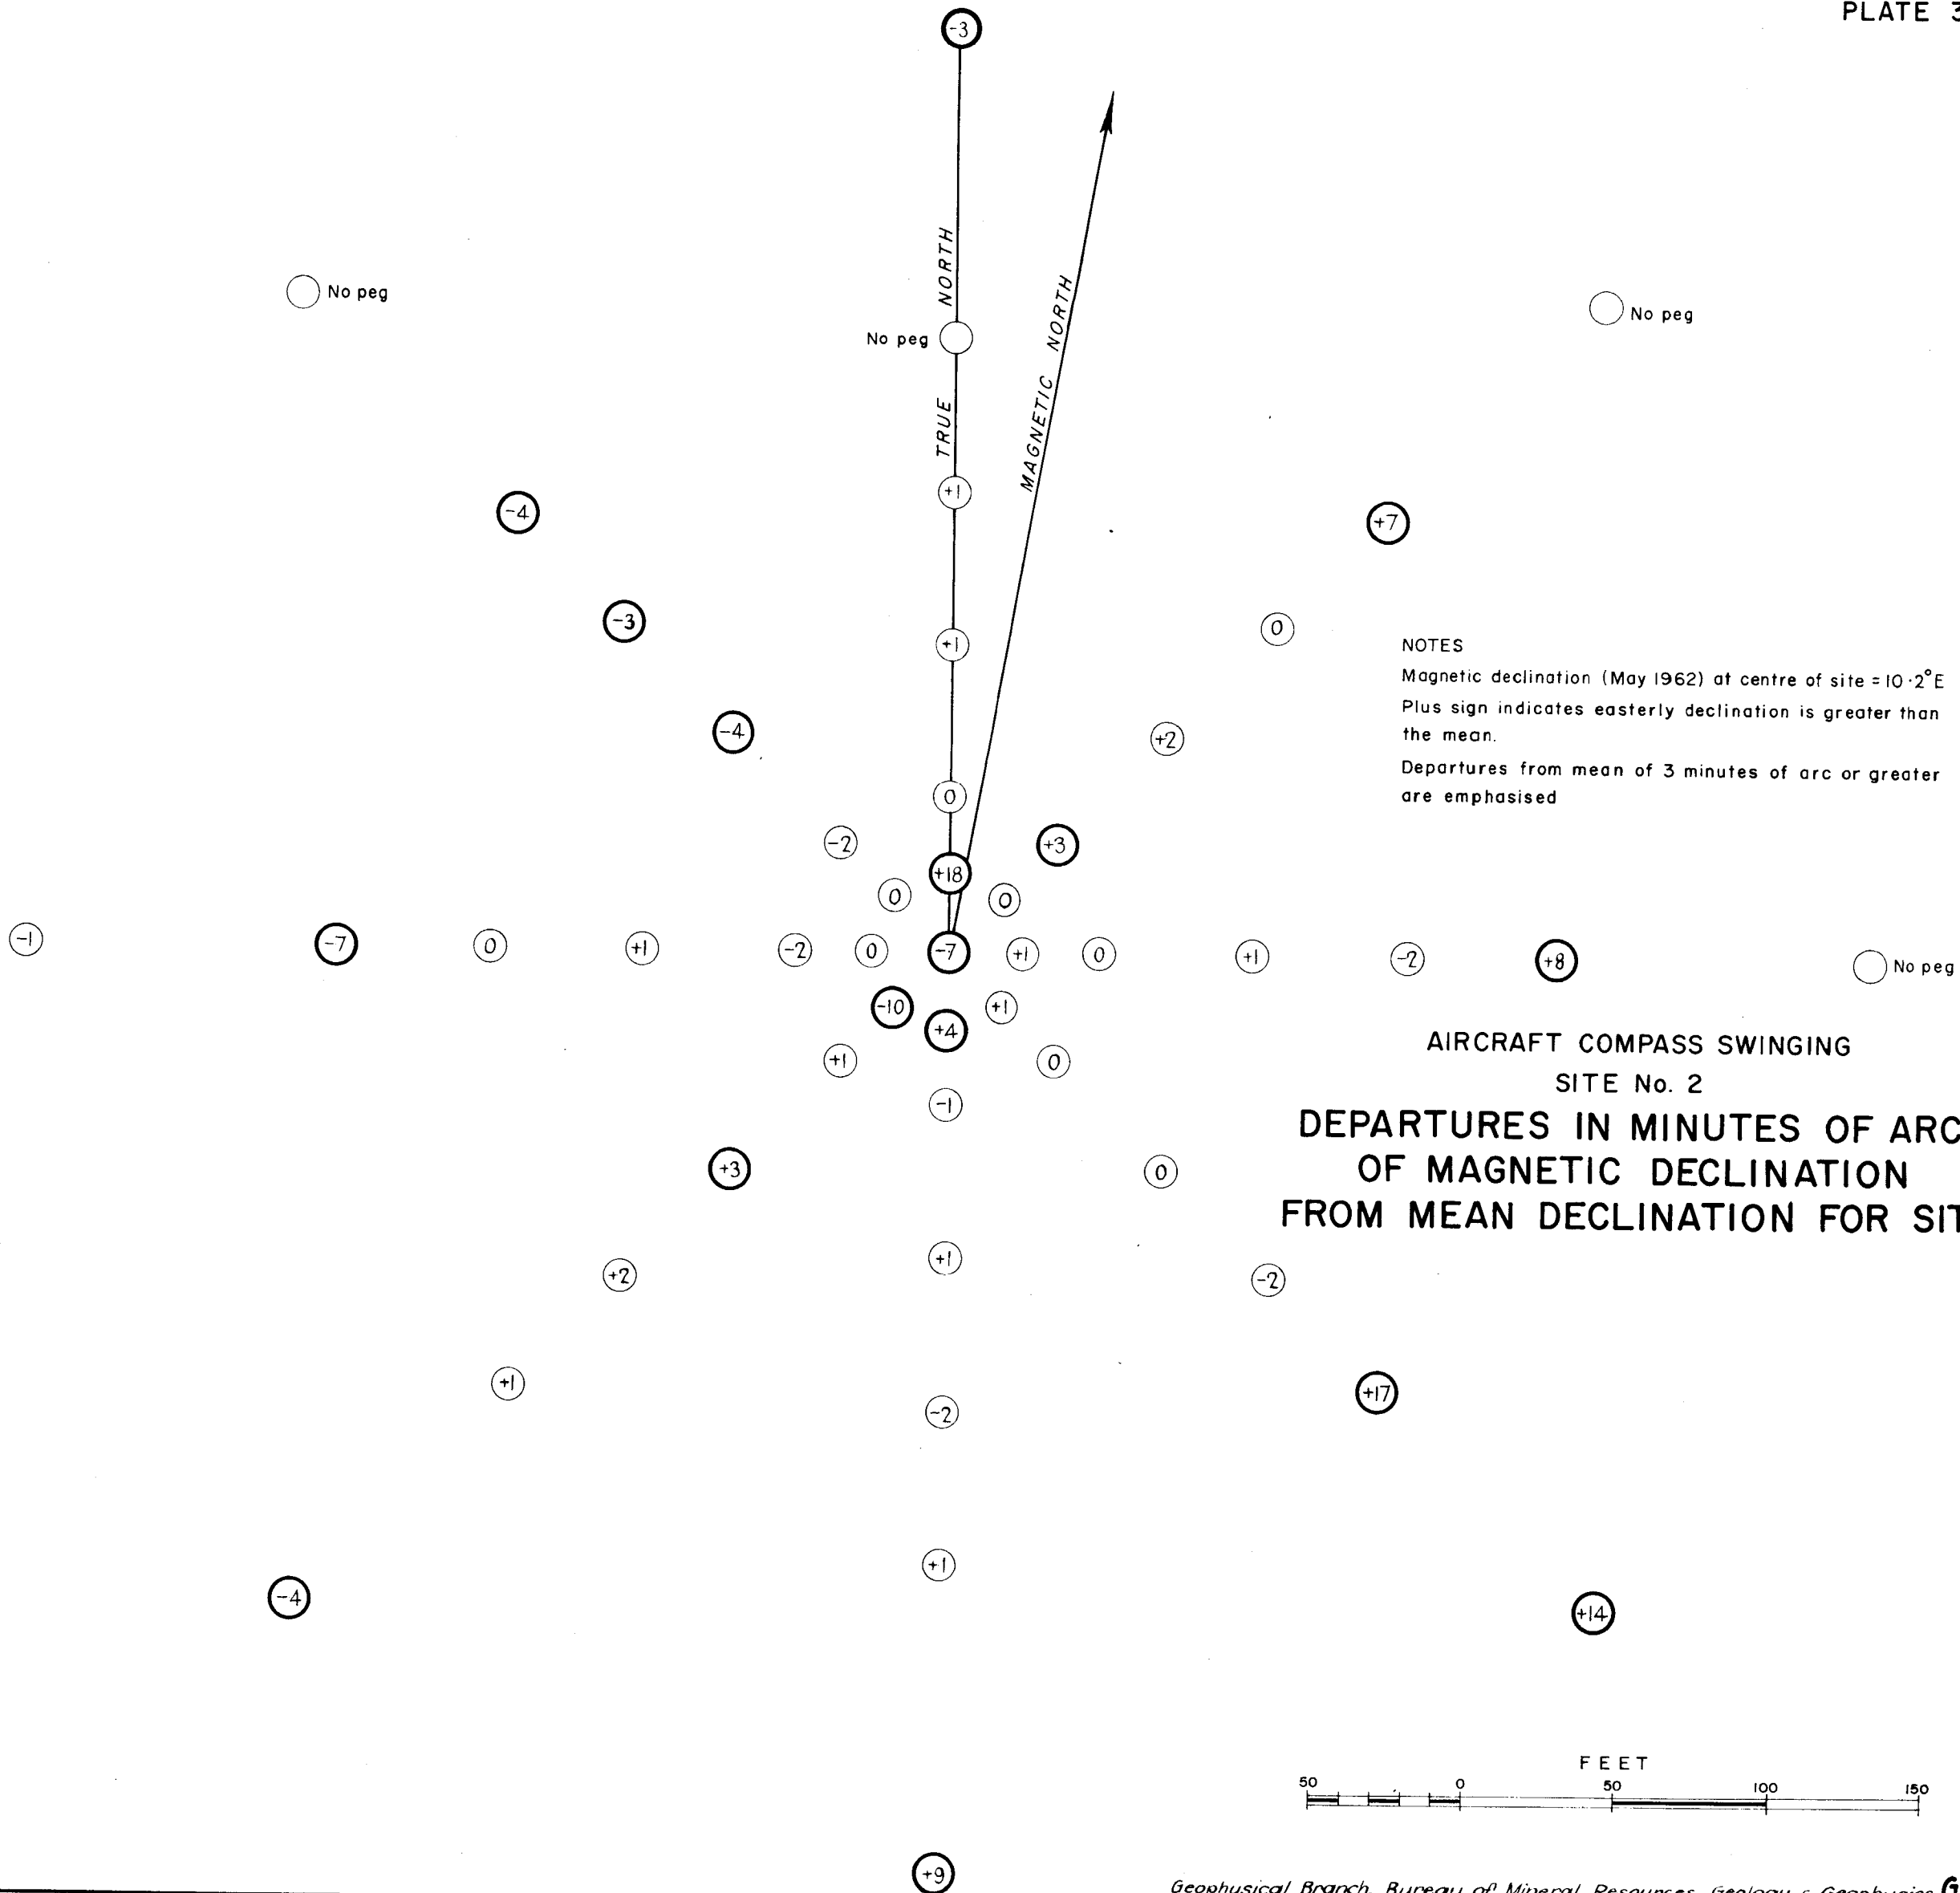 PLATE 3
-3
No peg
No peg
TRUE NORTH
No peg
MAGNETIC NORTH
+1
-4
+7
-3
0
+1
NOTES
Magnetic declination (May 1962) at centre of site = 10·2°E
Plus sign indicates easterly declination is greater than
the mean.
Departures from mean of 3 minutes of arc or greater
are emphasised
-4
+2
0
-2
+3
+18
0
0
-1
-7
0
+1
-2
0
-7
+1
0
+1
-2
+8
No peg
-10
+1
+4
+1
0
-1
AIRCRAFT COMPASS SWINGING
SITE No. 2
DEPARTURES IN MINUTES OF ARC
OF MAGNETIC DECLINATION
FROM MEAN DECLINATION FOR SIT
+3
0
+1
+2
-2
+1
+17
-2
+1
-4
+14
FEET
50 0 50 100 150
+9
Geophysical Branch, Bureau of Mineral Resources, Geology & Geophysics